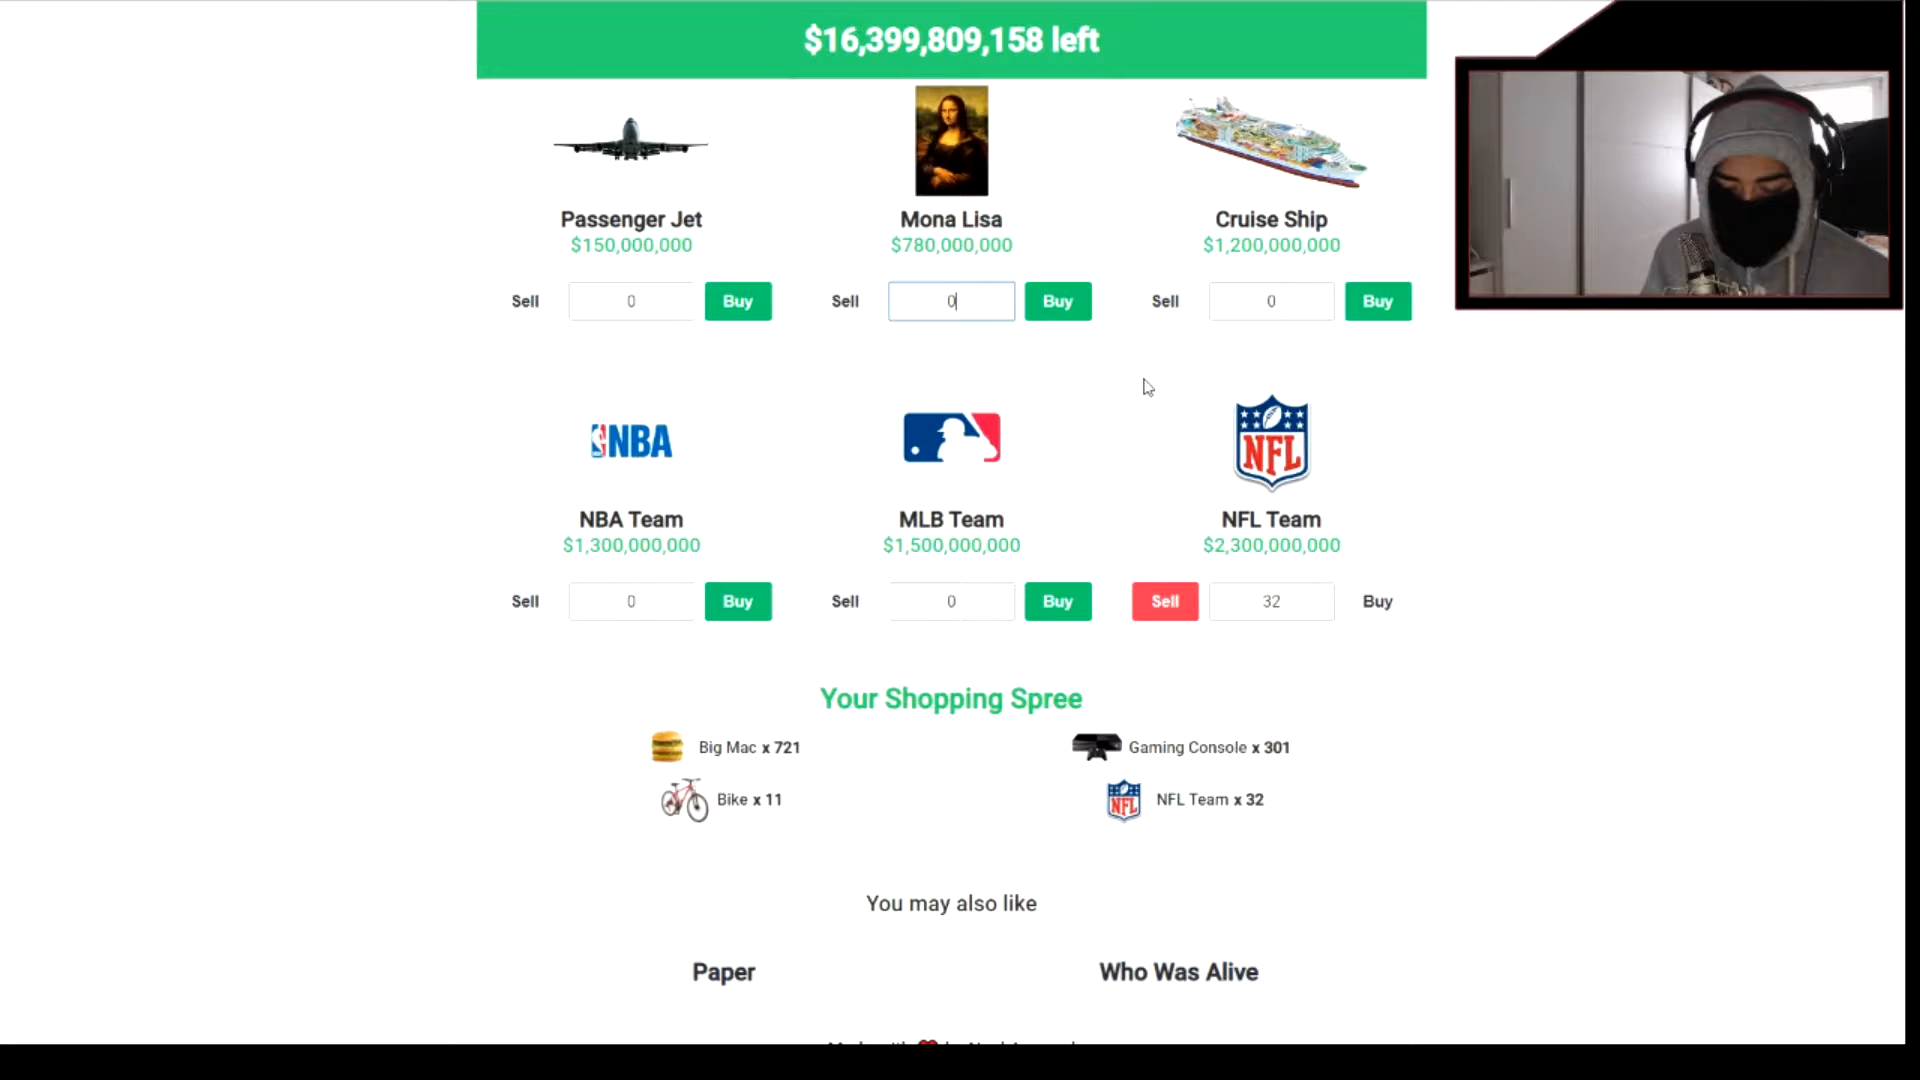 $16,399,809,158 left
Passenger Jet
$150,000,000
Sell 0 Buy
Mona Lisa
$780,000,000
Sell 0 Buy
Cruise Ship
$1,200,000,000
Sell 0 Buy
NBA
NBA Team
$1,300,000,000
Sell 0 Buy
MLB Team
$1,500,000,000
Sell 0 Buy
NFL
NFL Team
$2,300,000,000
Sell 32 Buy
Your Shopping Spree
Big Mac x 721
Gaming Console x 301
Bike x 11
NFL
NFL Team x 32
You may also like
Paper
Who Was Alive